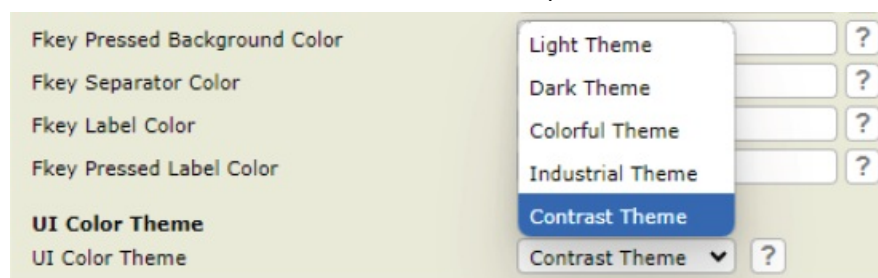 Fkey Pressed Background Color
Light Theme
?
Fkey Separator Color
Dark Theme
?
Fkey Label Color
Colorful Theme
?
Fkey Pressed Label Color
Industrial Theme
?
Contrast Theme
UI Color Theme
UI Color Theme
Contrast Theme
?